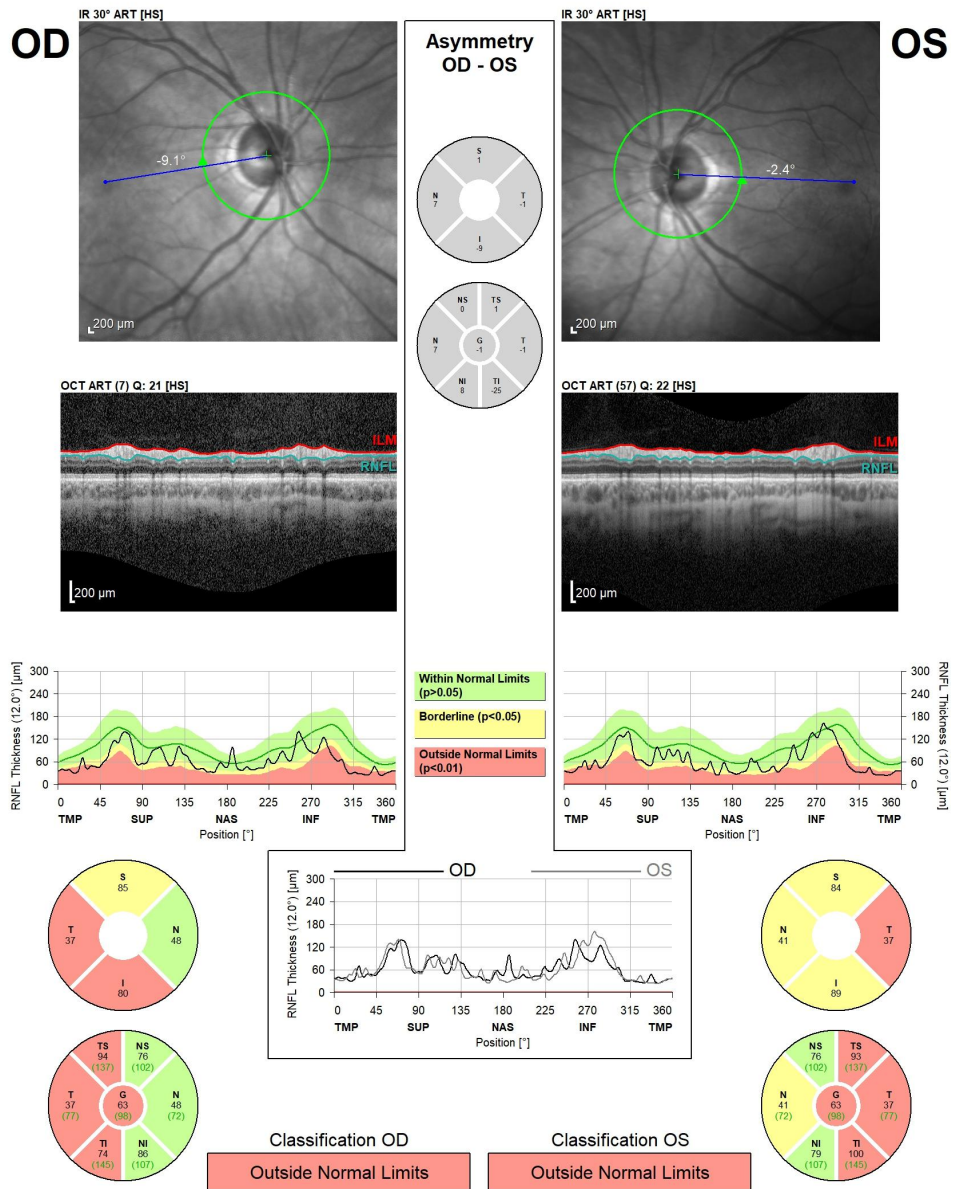 IR 30° ART [HS]
OD
-9.1°
200 µm
Asymmetry
OD - OS
S
1
N
7
T
-1
I
-9
NS
0
TS
1
N
7
G
-1
T
-1
NI
8
TI
-25
IR 30° ART [HS]
OS
-2.4°
200 µm
OCT ART (7) Q: 21 [HS]
ILM
RNFL
200 µm
OCT ART (57) Q: 22 [HS]
ILM
RNFL
200 µm
RNFL Thickness (12.0°) [µm]
300
240
180
120
60
0
0 45 90 135 180 225 270 315 360
TMP SUP NAS INF TMP
Position [°]
Within Normal Limits
(p>0.05)
Borderline (p<0.05)
Outside Normal Limits
(p<0.01)
300
240
180
120
60
0
RNFL Thickness (12.0°) [µm]
0 45 90 135 180 225 270 315 360
TMP SUP NAS INF TMP
Position [°]
S
85
T
37
N
48
I
80
OD OS
RNFL Thickness (12.0°) [µm]
300
240
180
120
60
0
0 45 90 135 180 225 270 315 360
TMP SUP NAS INF TMP
Position [°]
S
84
N
41
T
37
I
89
TS
94
(137)
NS
76
(102)
T
37
(77)
G
63
(98)
N
48
(72)
TI
74
(145)
NI
86
(107)
NS
76
(102)
TS
93
(137)
N
41
(72)
G
63
(98)
T
37
(77)
NI
79
(107)
TI
100
(145)
Classification OD
Outside Normal Limits
Classification OS
Outside Normal Limits